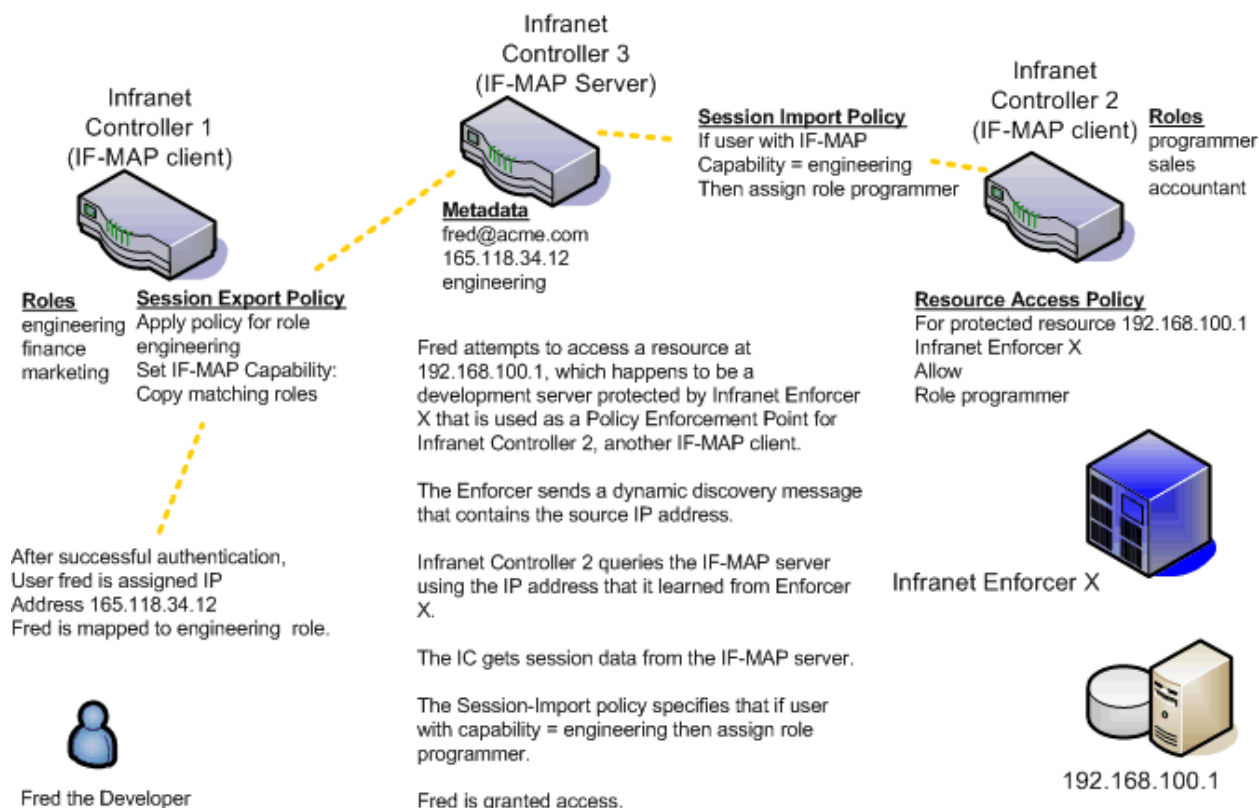 Infranet
Controller 1
(IF-MAP client)
Infranet
Controller 3
(IF-MAP Server)
Infranet
Controller 2
(IF-MAP client)
Roles
programmer
sales
accountant
Session Import Policy
If user with IF-MAP
Capability = engineering
Then assign role programmer
Metadata
fred@acme.com
165.118.34.12
engineering
Roles
engineering
finance
marketing
Session Export Policy
Apply policy for role
engineering
Set IF-MAP Capability:
Copy matching roles
Resource Access Policy
For protected resource 192.168.100.1
Infranet Enforcer X
Allow
Role programmer
Fred attempts to access a resource at
192.168.100.1, which happens to be a
development server protected by Infranet Enforcer
X that is used as a Policy Enforcement Point for
Infranet Controller 2, another IF-MAP client.
The Enforcer sends a dynamic discovery message
that contains the source IP address.
Infranet Controller 2 queries the IF-MAP server
using the IP address that it learned from Enforcer
X.
The IC gets session data from the IF-MAP server.
The Session-Import policy specifies that if user
with capability = engineering then assign role
programmer.
Fred is granted access.
After successful authentication,
User fred is assigned IP
Address 165.118.34.12
Fred is mapped to engineering role.
Fred the Developer
Infranet Enforcer X
192.168.100.1